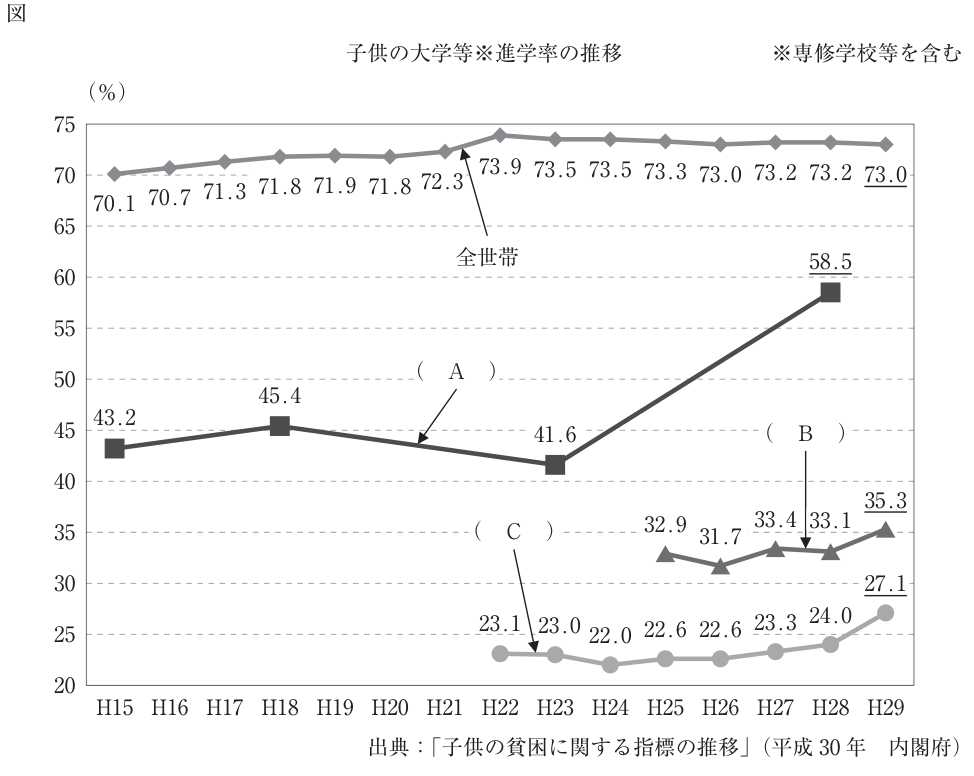 図
子供の大学等※進学率の推移　※専修学校等を含む
(%)
75
73.9 73.5 73.5 73.3 73.0 73.2 73.2 73.0
70
70.1 70.7 71.3 71.8 71.9 71.8 72.3
65
全世帯
60
58.5
55
50
(　A　)
45.4
45
43.2 41.6
(　B　)
40
35
35.3
32.9 31.7 33.4 33.1
(　C　)
30
27.1
25
23.1 23.0 22.0 22.6 22.6 23.3 24.0
20
H15 H16 H17 H18 H19 H20 H21 H22 H23 H24 H25 H26 H27 H28 H29
出典：「子供の貧困に関する指標の推移」(平成 30 年　内閣府)